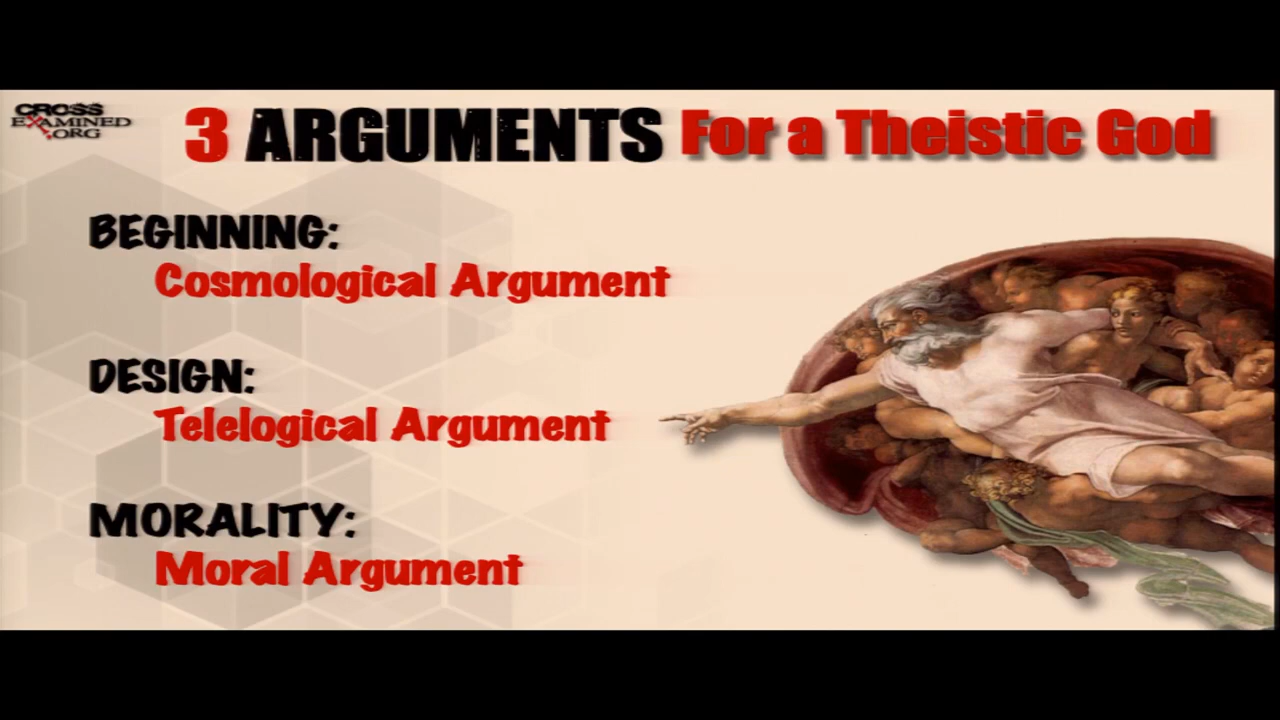 CROSS
EXAMINED
.ORG
3 ARGUMENTS For a Theistic God
BEGINNING:
Cosmological Argument
DESIGN:
Telelogical Argument
MORALITY:
Moral Argument